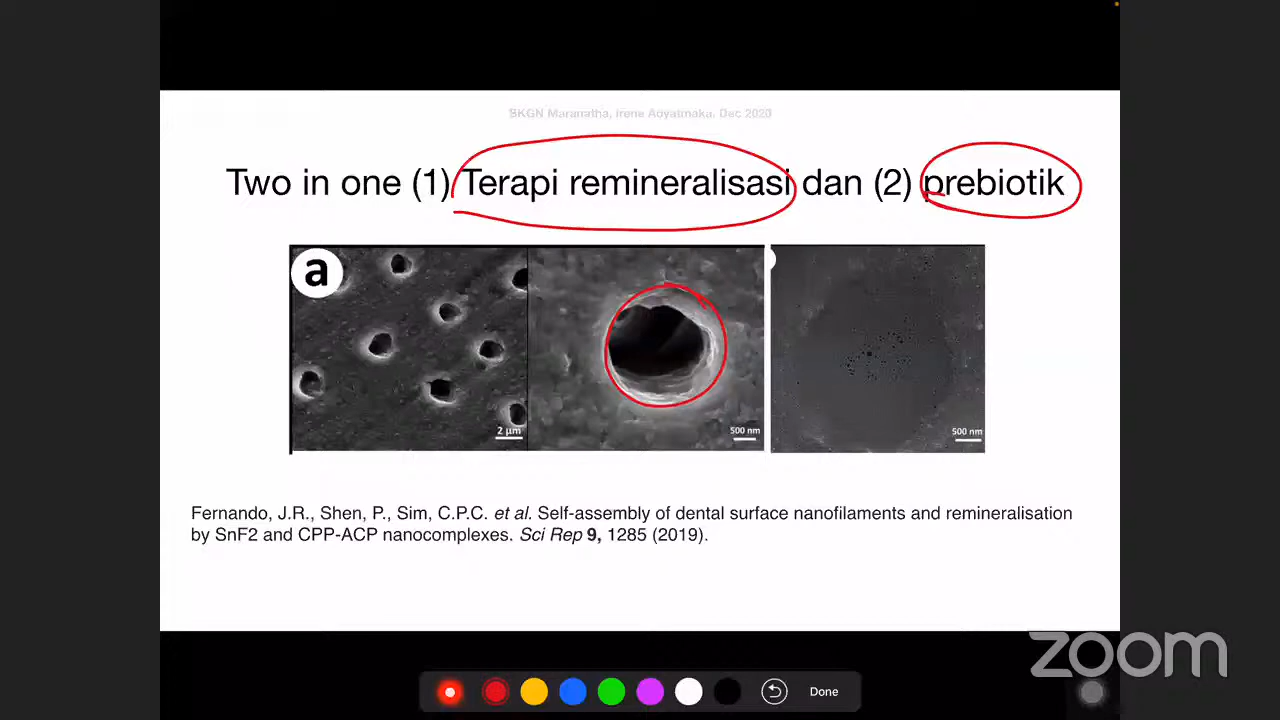 BKGN Maranatha, Irene Adyatmaka, Dec 2020
Two in one (1) Terapi remineralisasi dan (2) prebiotik
a
2 µm
500 nm
500 nm
Fernando, J.R., Shen, P., Sim, C.P.C. et al. Self-assembly of dental surface nanofilaments and remineralisation
by SnF2 and CPP-ACP nanocomplexes. Sci Rep 9, 1285 (2019).
zoom
Done